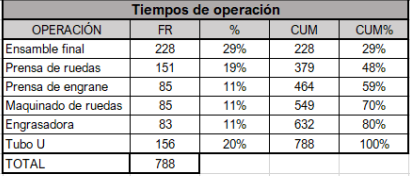 Tiempos de operación
OPERACIÓN FR % CUM CUM%
Ensamble final 228 29% 228 29%
Prensa de ruedas 151 19% 379 48%
Prensa de engrane 85 11% 464 59%
Maquinado de ruedas 85 11% 549 70%
Engrasadora 83 11% 632 80%
Tubo U 156 20% 788 100%
TOTAL 788